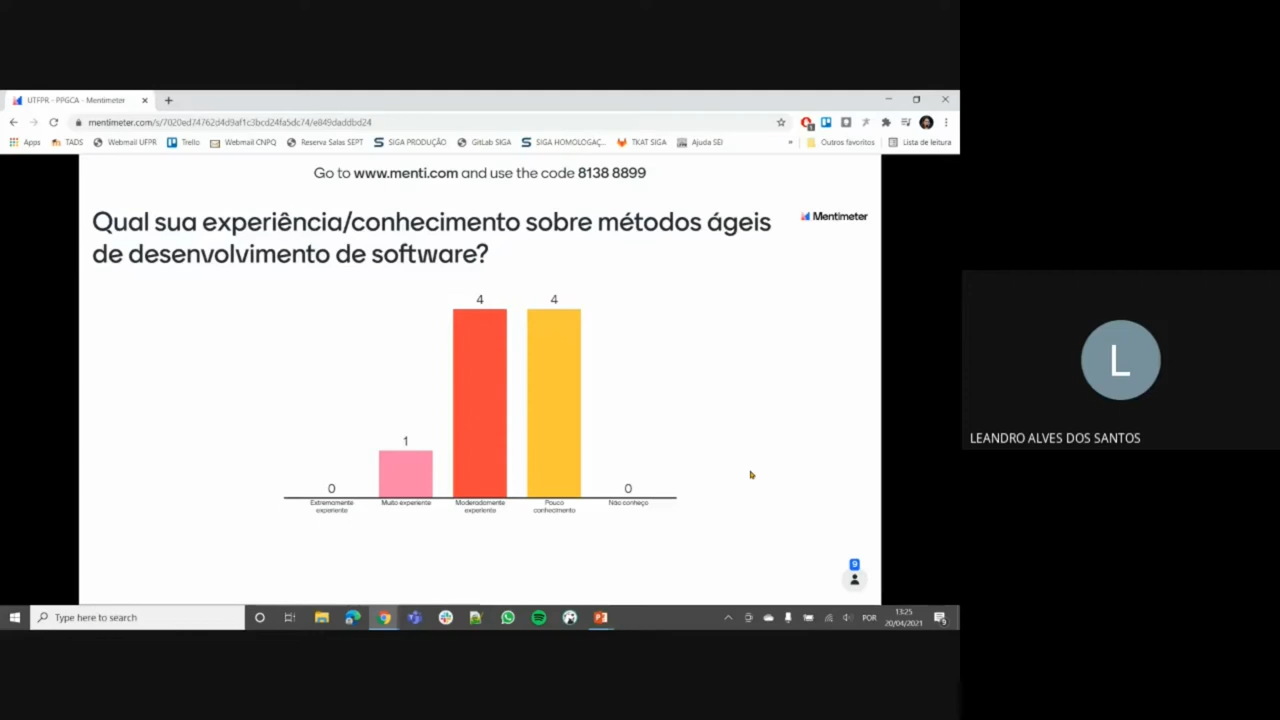 UTFPR - PPGCA - Mentimeter
mentimeter.com/s/7020ed74762d4d9af1c3bcd24fa5dc74/e849daddbd24
Apps TADS Webmail UFPR Trello Webmail CNPQ Reserva Salas SEPT SIGA PRODUÇÃO GitLab SIGA SIGA HOMOLOGAÇ... TKAT SIGA Ajuda SEI » Outros favoritos Lista de leitura
Go to www.menti.com and use the code 8138 8899
Qual sua experiência/conhecimento sobre métodos ágeis
de desenvolvimento de software?
Mentimeter
4 4
1
0 0
Extremamente experiente
Muito experiente
Moderadamente experiente
Pouco conhecimento
Não conheço
9
L
LEANDRO ALVES DOS SANTOS
Type here to search
POR
13:25
20/04/2021